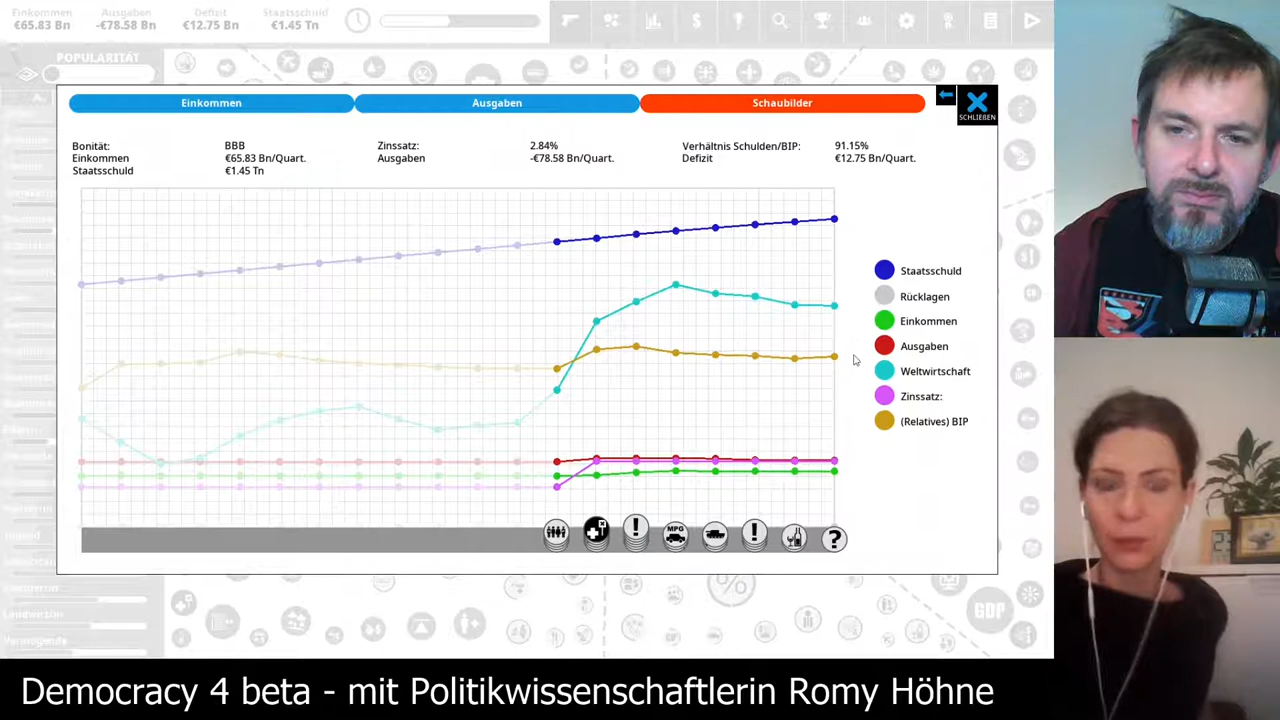 Einkommen Ausgaben Defizit Staatsschuld
€65.83 Bn -€78.58 Bn €12.75 Bn €1.45 Tn
POPULARITÄT
Einkommen Ausgaben Schaubilder
SCHLIEßEN
Bonität: BBB Zinssatz: 2.84% Verhältnis Schulden/BIP: 91.15%
Einkommen €65.83 Bn/Quart. Ausgaben -€78.58 Bn/Quart. Defizit €12.75 Bn/Quart.
Staatsschuld €1.45 Tn
Staatsschuld
Rücklagen
Einkommen
Ausgaben
Weltwirtschaft
Zinssatz:
(Relatives) BIP
MPG
GDP
Democracy 4 beta - mit Politikwissenschaftlerin Romy Höhne